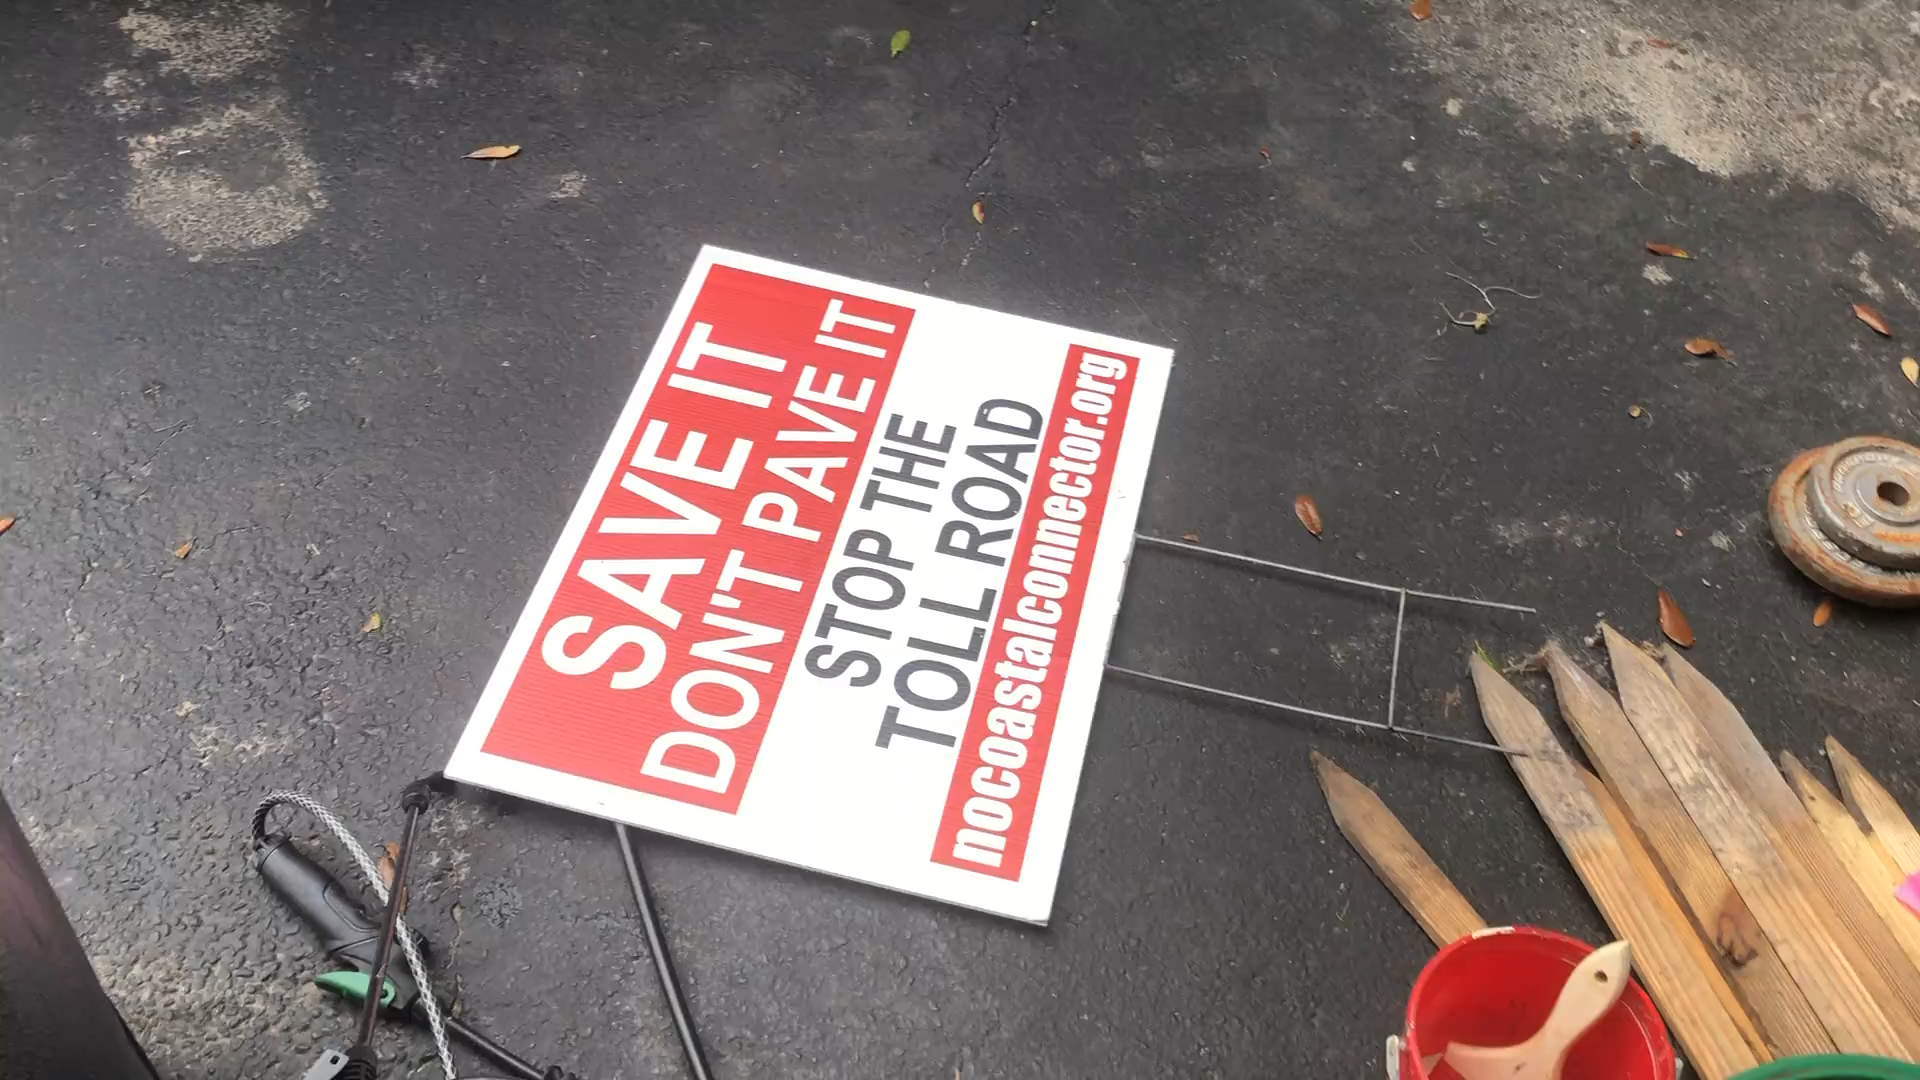 SAVE IT
DON'T PAVE IT
STOP THE
TOLL ROAD
nocoastalconnector.org